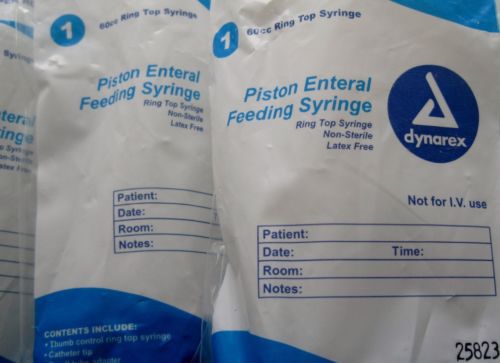 1
60cc Ring Top Syringe
Piston Enteral
Feeding Syringe
Ring Top Syringe
Non-Sterile
Latex Free
Patient:
Date:
Room:
Notes:
CONTENTS INCLUDE:
• Thumb control ring top syringe
• Catheter tip
1
60cc Ring Top Syringe
Piston Enteral
Feeding Syringe
Ring Top Syringe
Non-Sterile
Latex Free
dynarex
Not for I.V. use
Patient:
Date: Time:
Room:
Notes:
25823